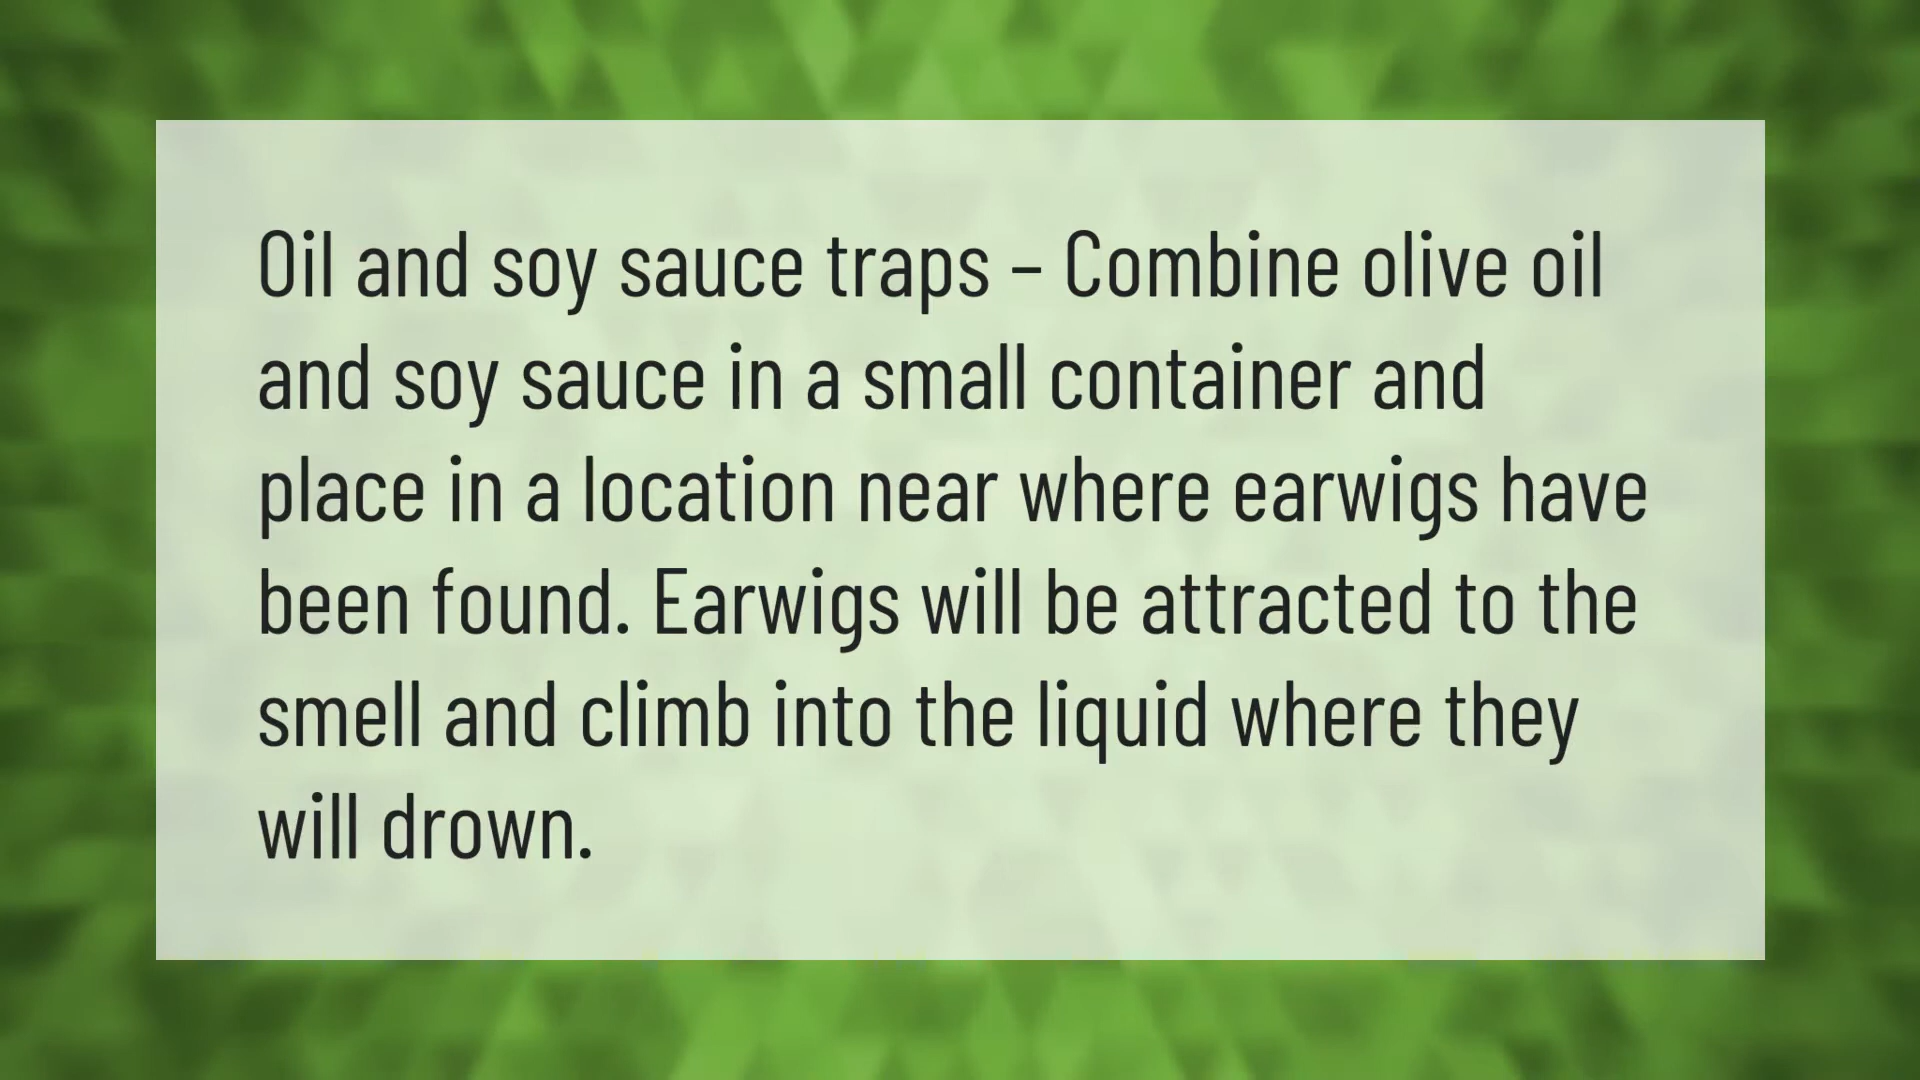 Oil and soy sauce traps – Combine olive oil
and soy sauce in a small container and
place in a location near where earwigs have
been found. Earwigs will be attracted to the
smell and climb into the liquid where they
will drown.